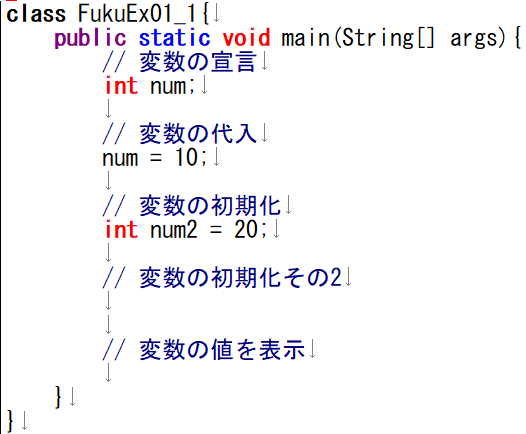 class FukuEx01_1{↓
public static void main(String[] args){
// 変数の宣言↓
int num;↓
↓
// 変数の代入↓
num = 10;↓
↓
// 変数の初期化↓
int num2 = 20;↓
↓
// 変数の初期化その2↓
↓
↓
// 変数の値を表示↓
↓
}↓
}↓